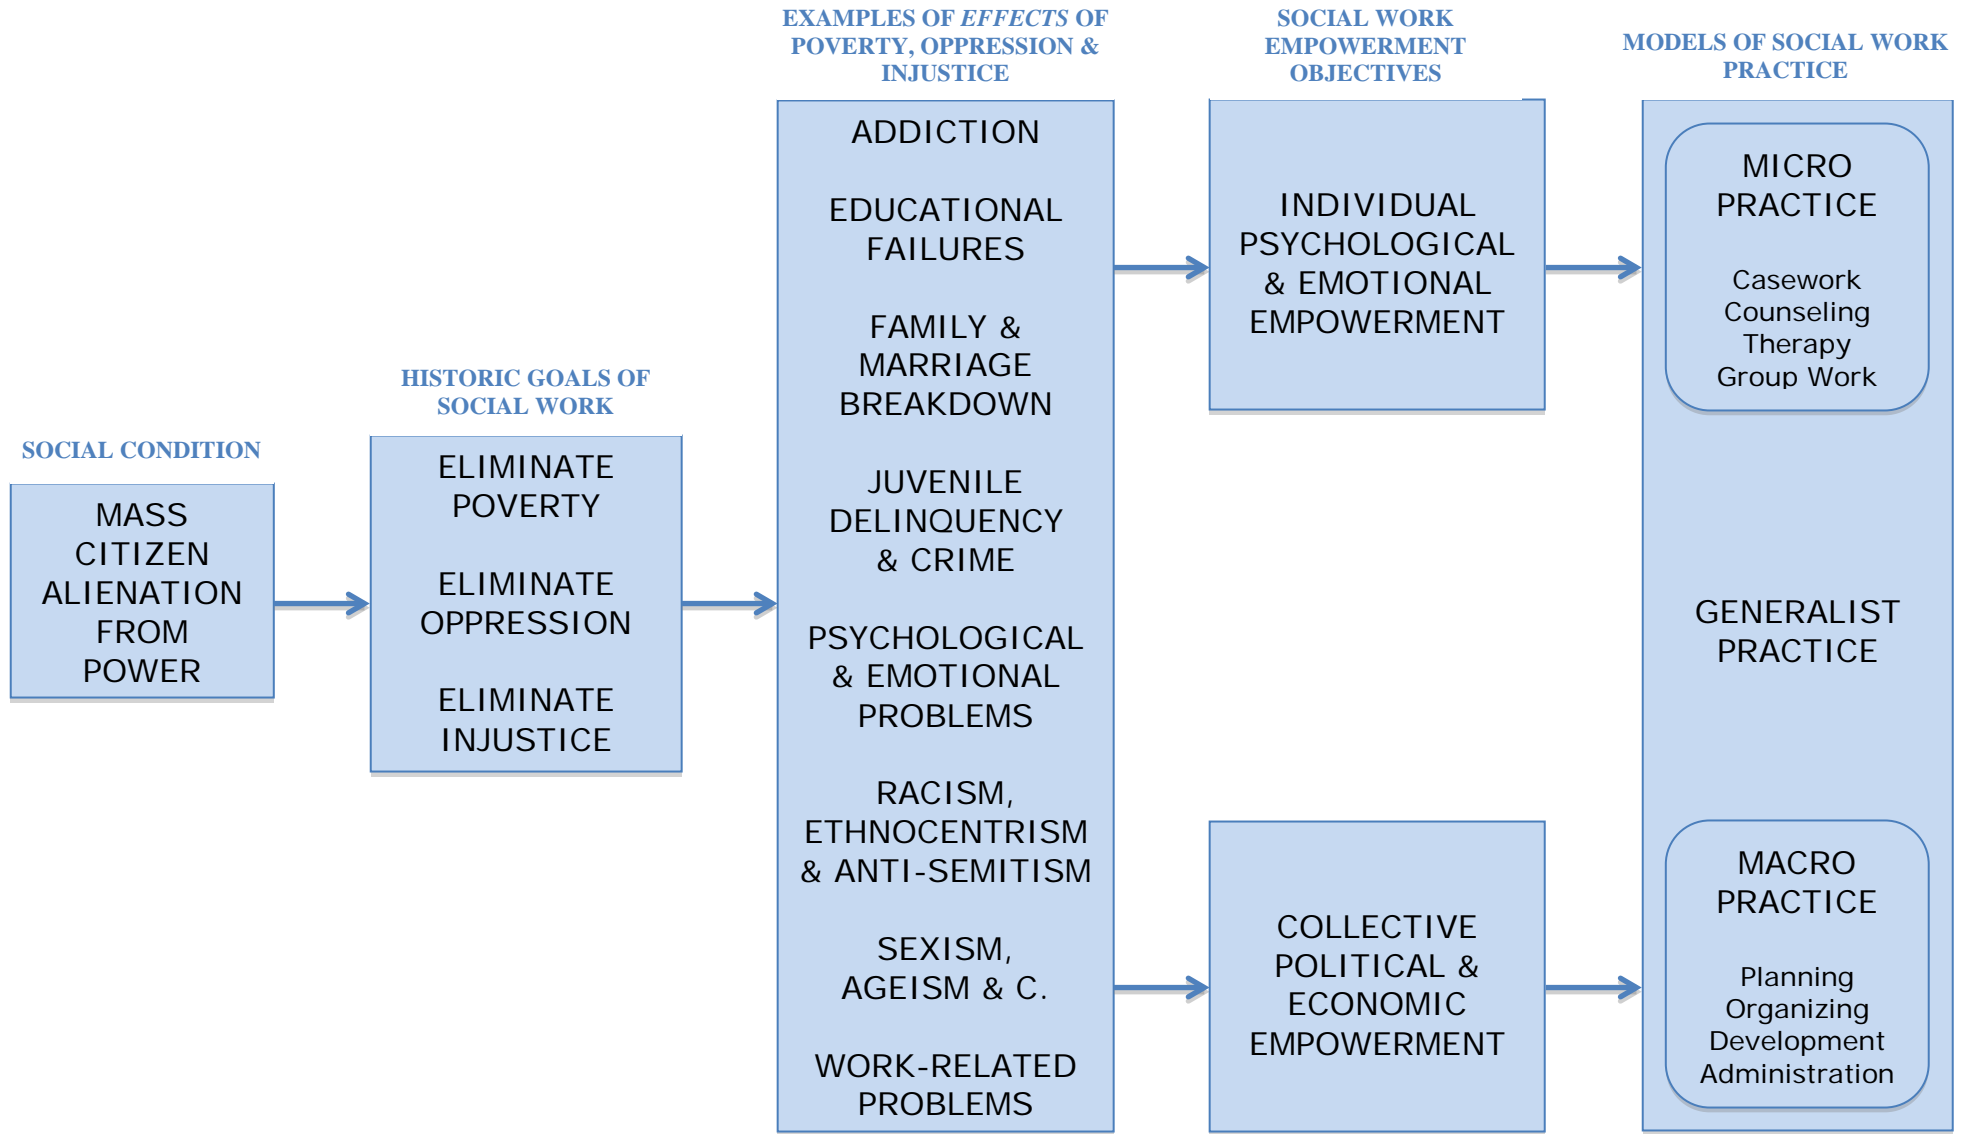 SOCIAL CONDITION
MASS
CITIZEN
ALIENATION
FROM
POWER
HISTORIC GOALS OF
SOCIAL WORK
ELIMINATE
POVERTY
ELIMINATE
OPPRESSION
ELIMINATE
INJUSTICE
EXAMPLES OF EFFECTS OF
POVERTY, OPPRESSION &
INJUSTICE
ADDICTION
EDUCATIONAL
FAILURES
FAMILY &
MARRIAGE
BREAKDOWN
JUVENILE
DELINQUENCY
& CRIME
PSYCHOLOGICAL
& EMOTIONAL
PROBLEMS
RACISM,
ETHNOCENTRISM
& ANTI-SEMITISM
SEXISM,
AGEISM & C.
WORK-RELATED
PROBLEMS
SOCIAL WORK
EMPOWERMENT
OBJECTIVES
INDIVIDUAL
PSYCHOLOGICAL
& EMOTIONAL
EMPOWERMENT
COLLECTIVE
POLITICAL &
ECONOMIC
EMPOWERMENT
MODELS OF SOCIAL WORK
PRACTICE
MICRO
PRACTICE
Casework
Counseling
Therapy
Group Work
GENERALIST
PRACTICE
MACRO
PRACTICE
Planning
Organizing
Development
Administration